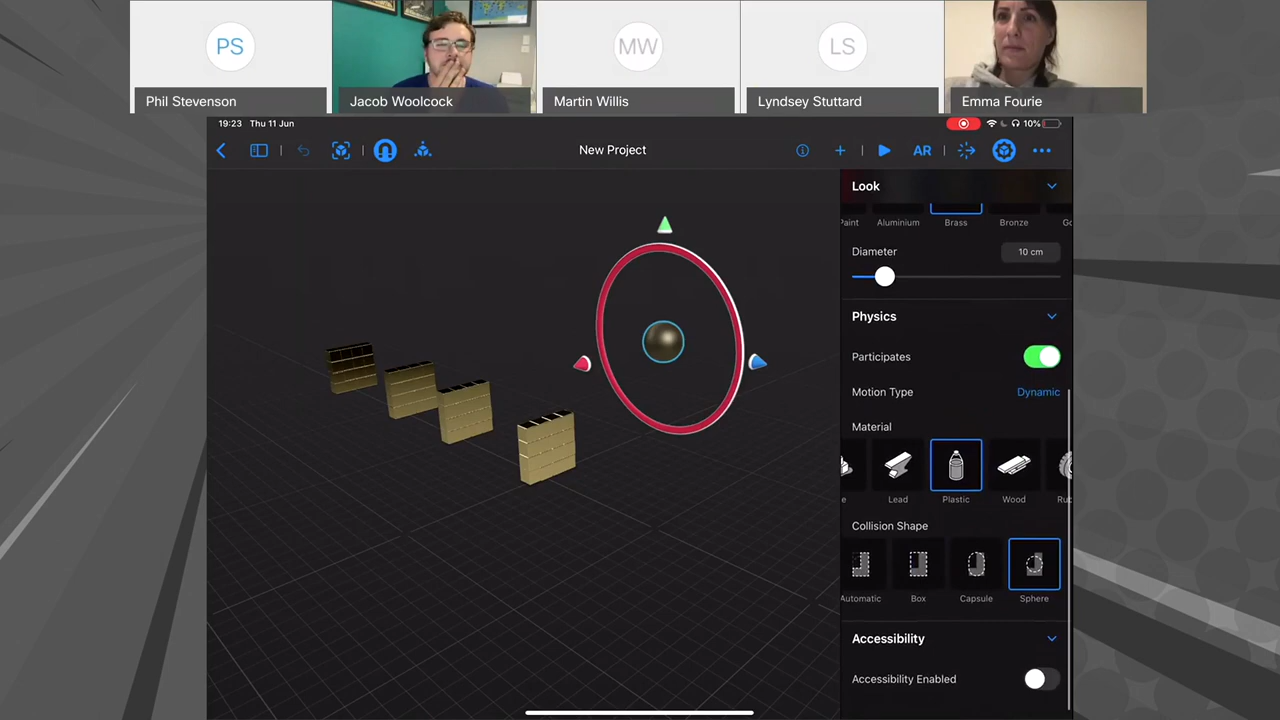 PS
MW
LS
Phil Stevenson
Jacob Woolcock
Martin Willis
Lyndsey Stuttard
Emma Fourie
19:23 Thu 11 Jun
10%
New Project
AR
Look
Paint
Aluminium
Brass
Bronze
Diameter
10 cm
Physics
Participates
Motion Type
Dynamic
Material
Lead
Plastic
Wood
Collision Shape
Automatic
Box
Capsule
Sphere
Accessibility
Accessibility Enabled